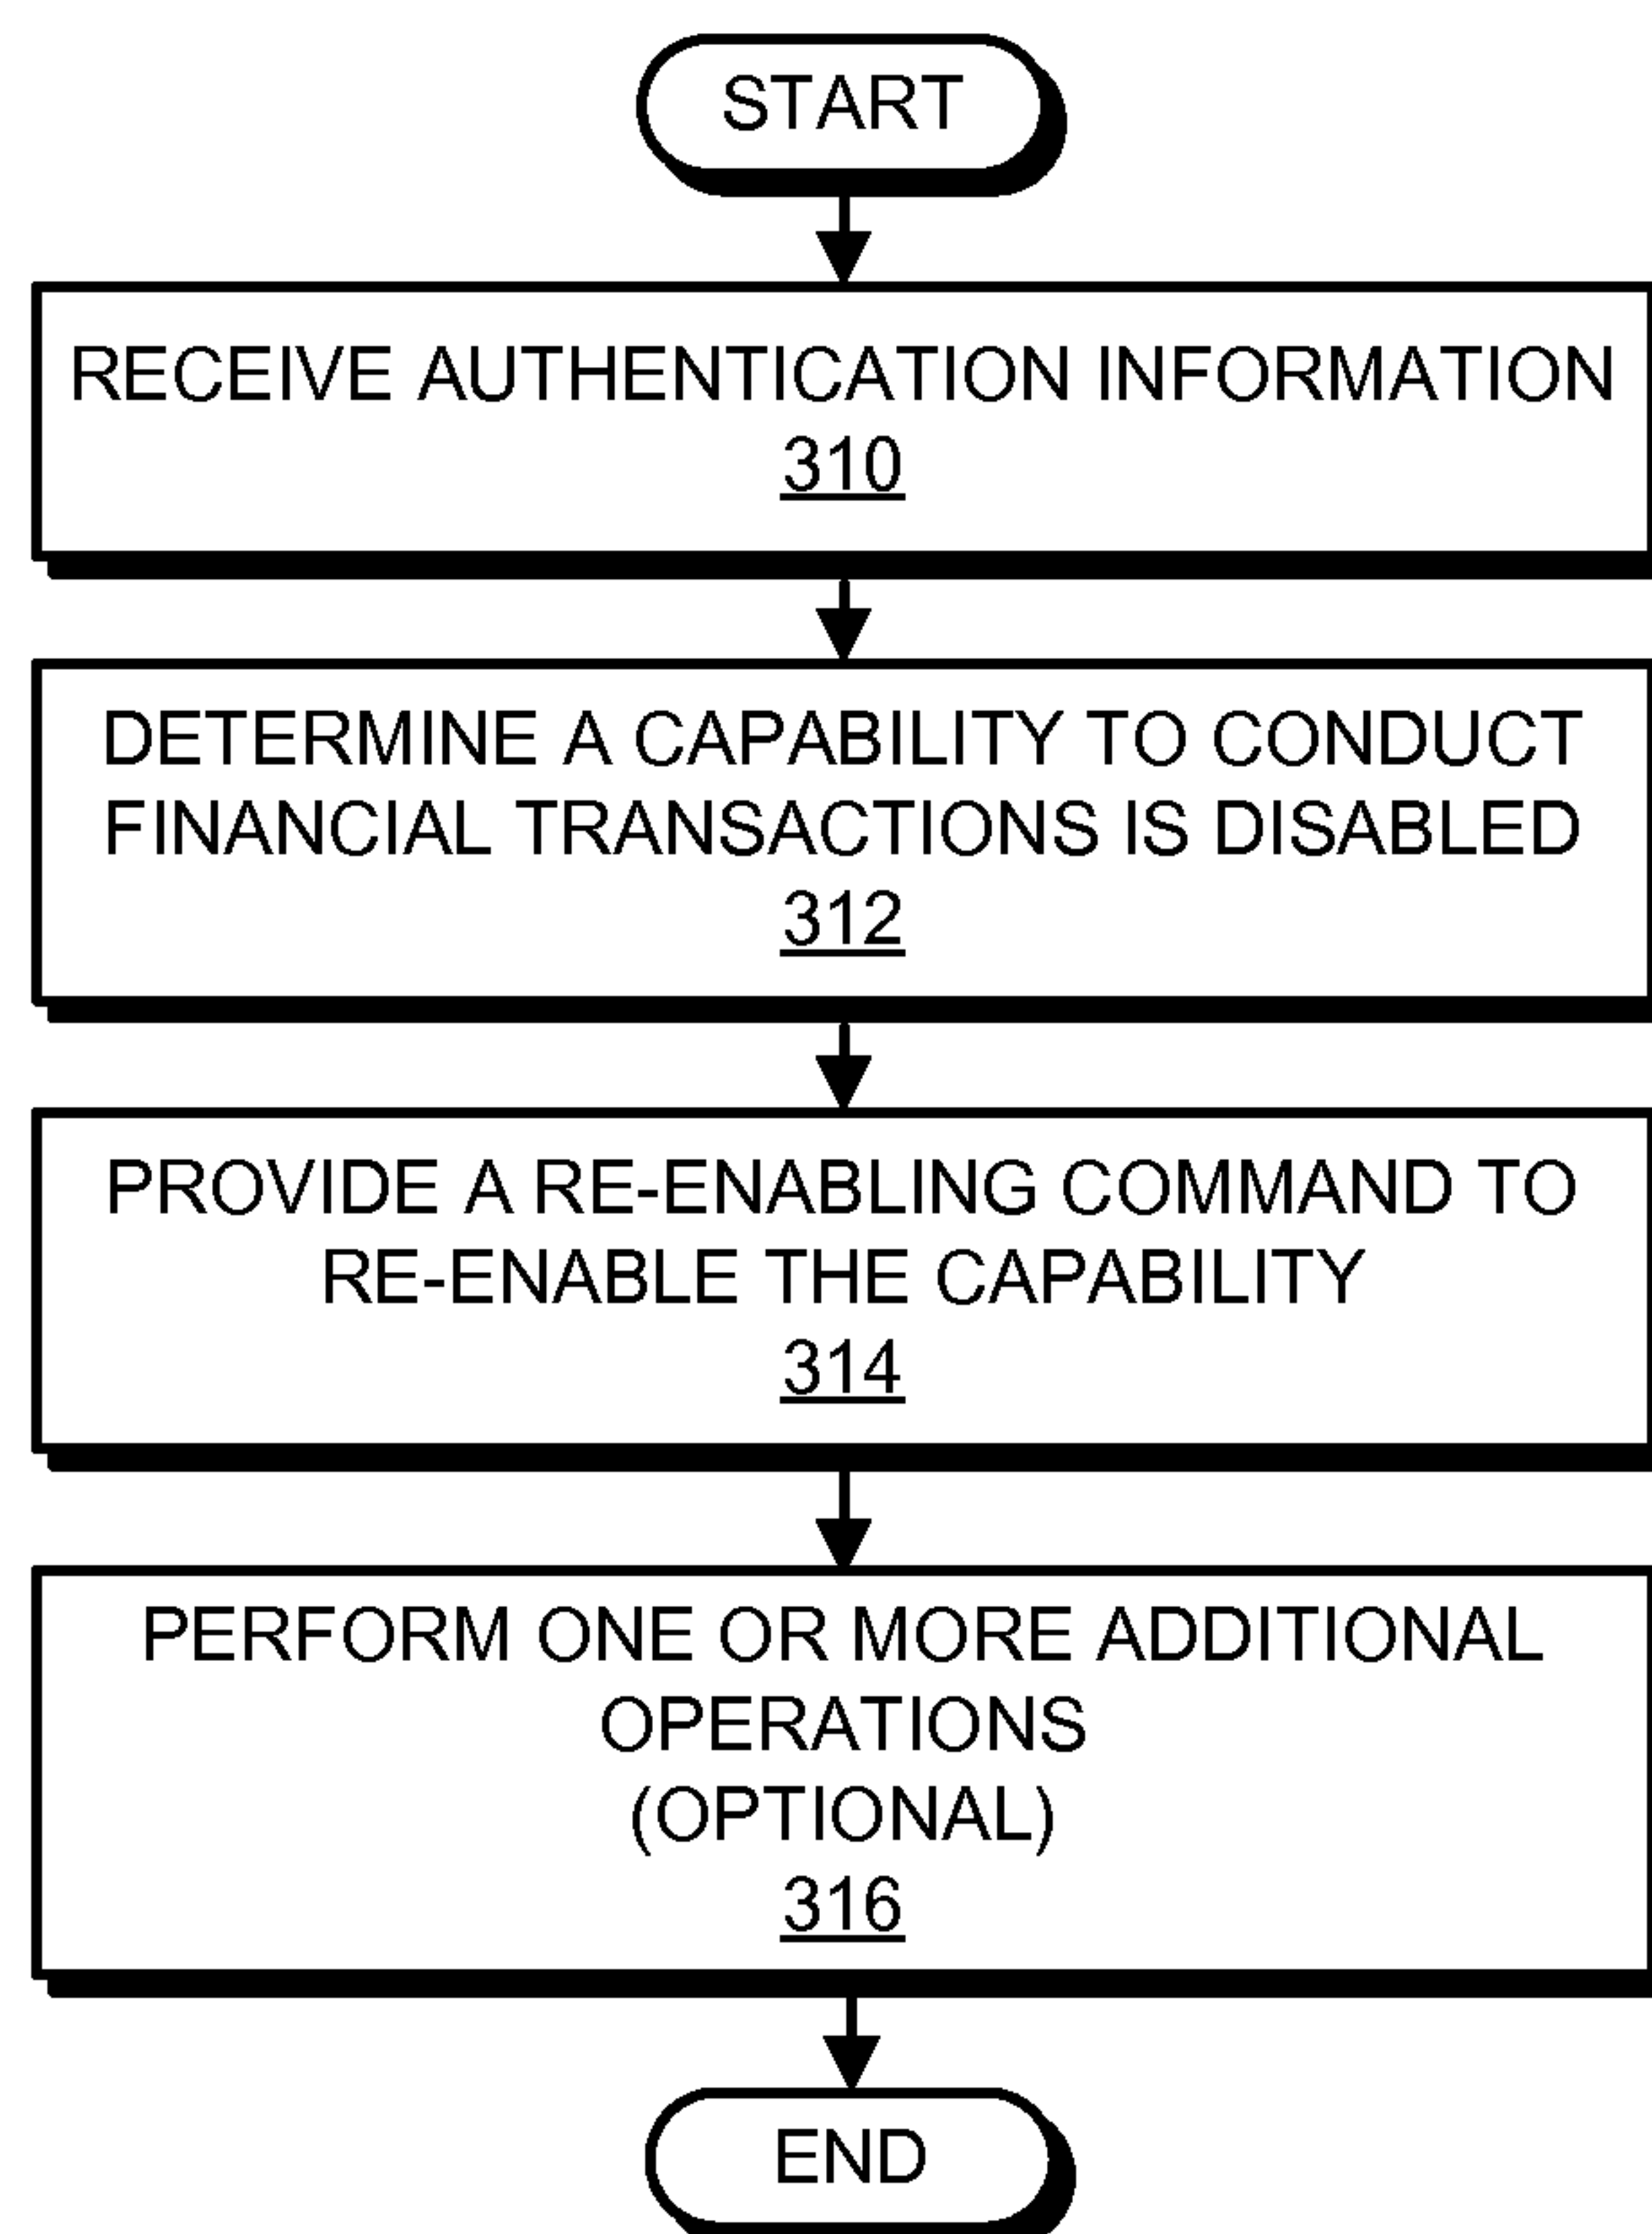 START
RECEIVE AUTHENTICATION INFORMATION
310
DETERMINE A CAPABILITY TO CONDUCT
FINANCIAL TRANSACTIONS IS DISABLED
312
PROVIDE A RE-ENABLING COMMAND TO
RE-ENABLE THE CAPABILITY
314
PERFORM ONE OR MORE ADDITIONAL
OPERATIONS
(OPTIONAL)
316
END